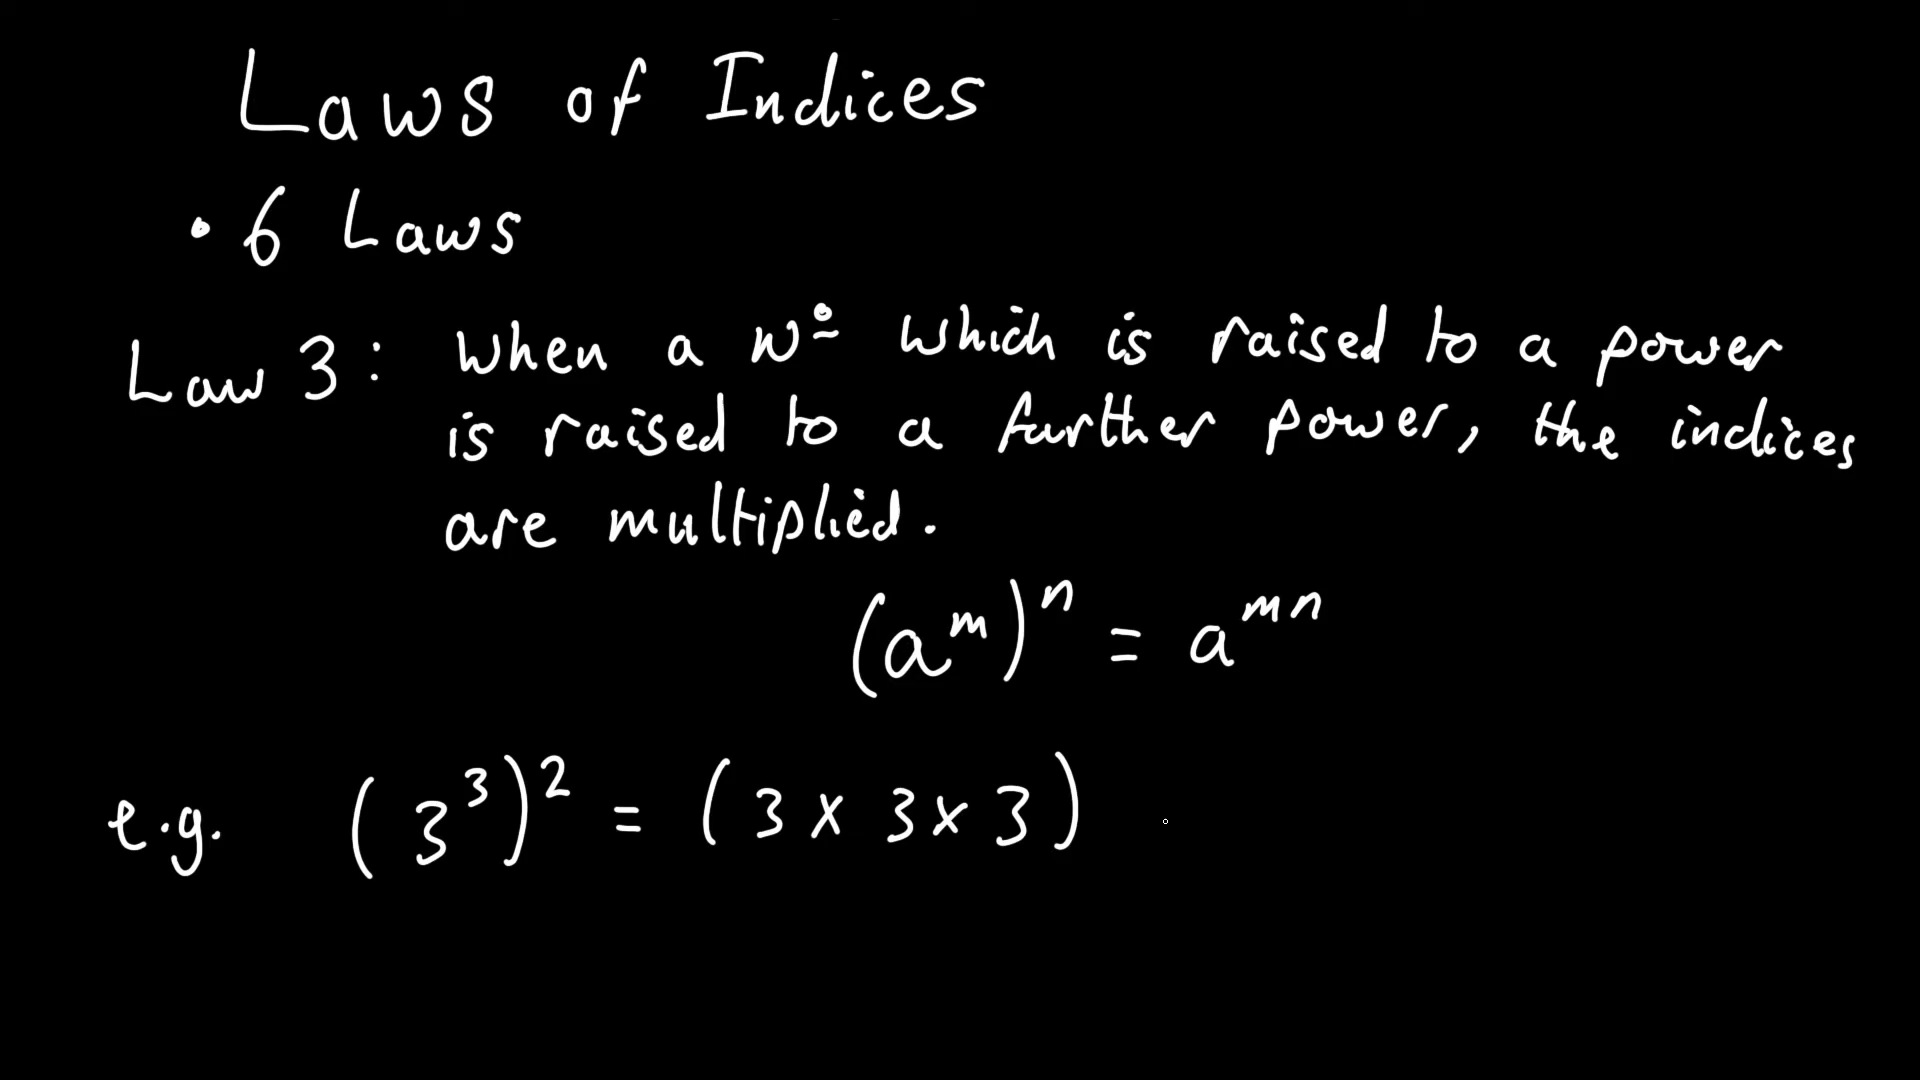 Laws of Indices
• 6 Laws
Law 3: When a nº which is raised to a power
is raised to a further power, the indices
are multiplied.
(a^m)^n = a^mn
e.g. (3^3)^2 = (3 x 3 x 3)